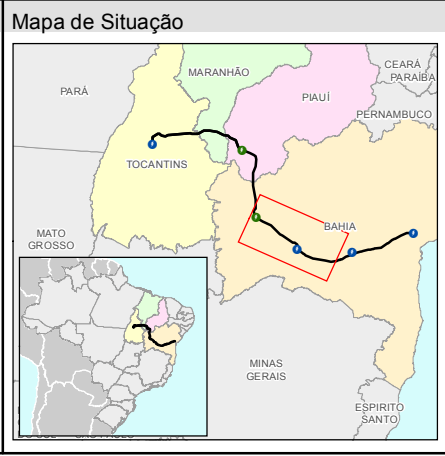 Mapa de Situação
CEARÁ
MARANHÃO
PARAÍBA
PARÁ
PIAUÍ
PERNAMBUCO
TOCANTINS
BAHIA
MATO
GROSSO
MINAS
GERAIS
ESPIRITO
SANTO